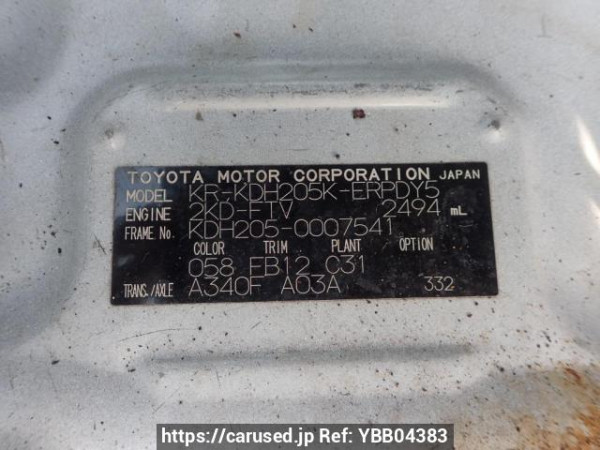 TOYOTA MOTOR CORPORATION JAPAN
MODEL KR-KDH205K-ERPDY5
ENGINE 2KD-FTV 2494 mL
FRAME No. KDH205-0007541
COLOR TRIM PLANT OPTION
058 FB12 C31
TRANS./AXLE A340F A03A 332
https://carused.jp Ref: YBB04383